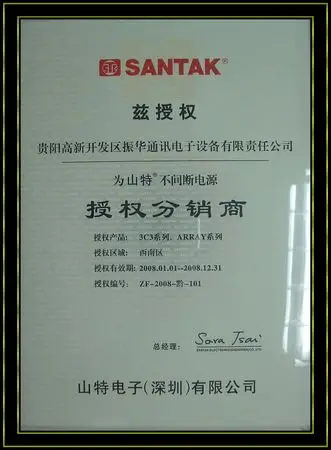 SANTAK®
兹授权
贵阳高新开发区振华通讯电子设备有限责任公司
为山特®不间断电源
授权分销商
授权产品: 3C3系列、ARRAY系列
授权区域: 西南区
授权有效期: 2008.01.01--2008.12.31
授权编号: ZF-2008-黔-101
总经理: Sara Tsai
山特电子(深圳)有限公司